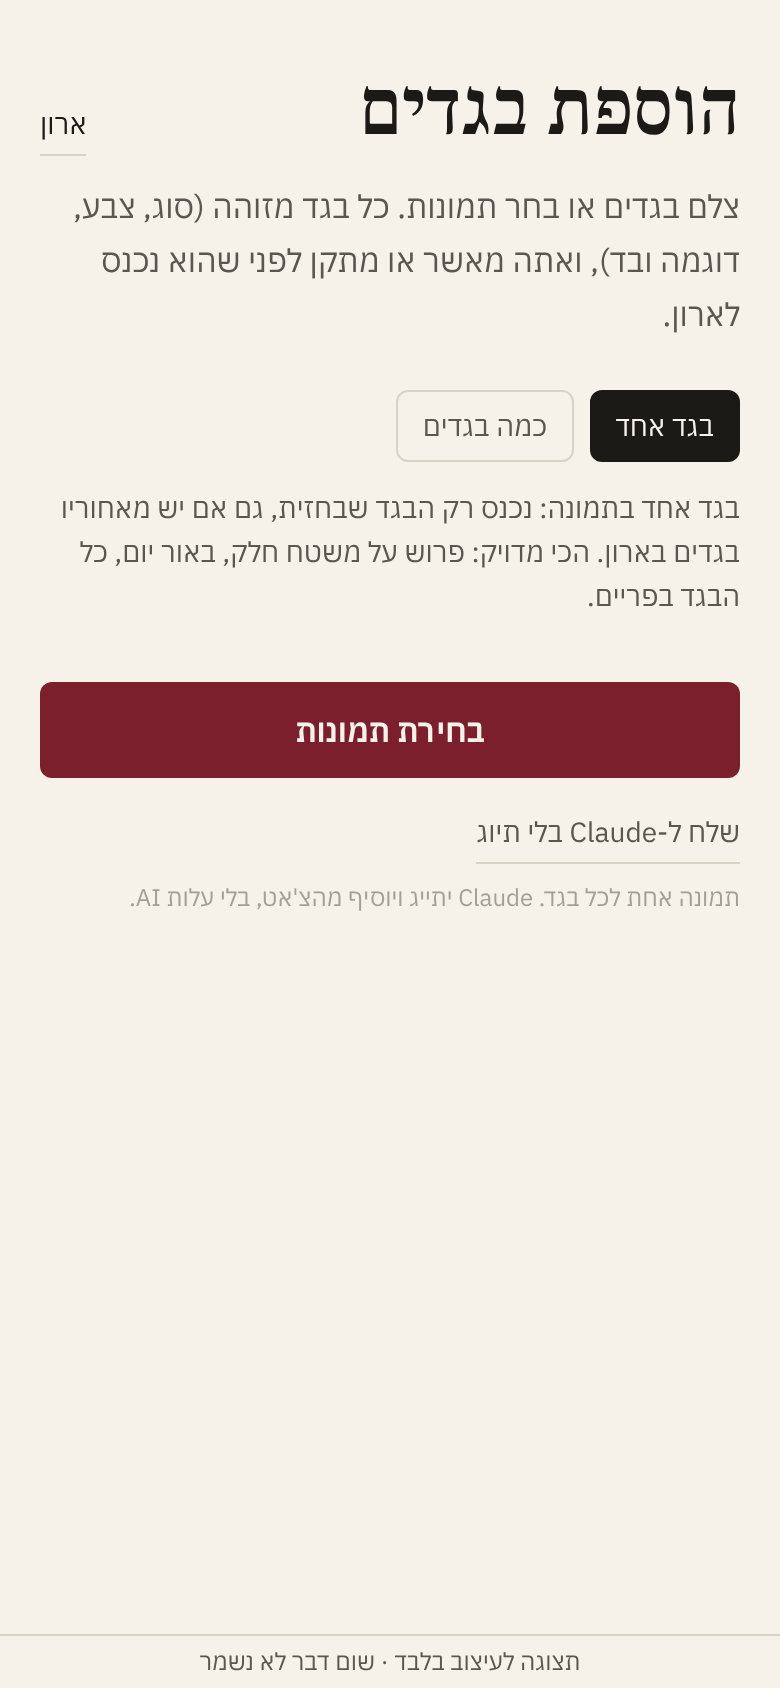 הוספת בגדים
ארון
צלם בגדים או בחר תמונות. כל בגד מזוהה (סוג, צבע,
דוגמה ובד), ואתה מאשר או מתקן לפני שהוא נכנס
לארון.
בגד אחד
כמה בגדים
בגד אחד בתמונה: נכנס רק הבגד שבחזית, גם אם יש מאחוריו
בגדים בארון. הכי מדויק: פרוש על משטח חלק, באור יום, כל
הבגד בפריים.
בחירת תמונות
שלח ל-Claude בלי תיוג
תמונה אחת לכל בגד. Claude יתייג ויוסיף מהצ'אט, בלי עלות AI.
תצוגה לעיצוב בלבד · שום דבר לא נשמר